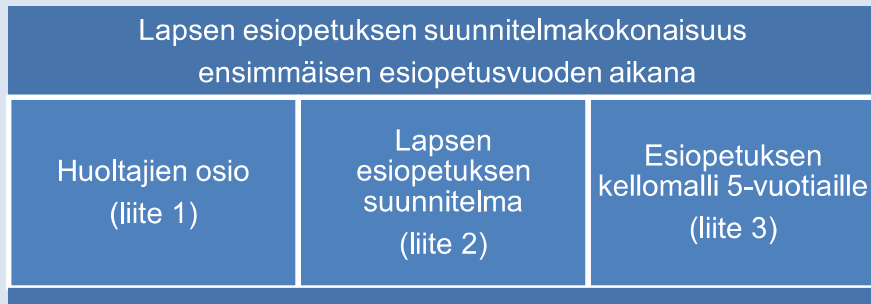 Lapsen esiopetuksen suunnitelmakokonaisuus
ensimmäisen esiopetusvuoden aikana
Huoltajien osio
(liite 1)
Lapsen
esiopetuksen
suunnitelma
(liite 2)
Esiopetuksen
kellomalli 5-vuotiaille
(liite 3)